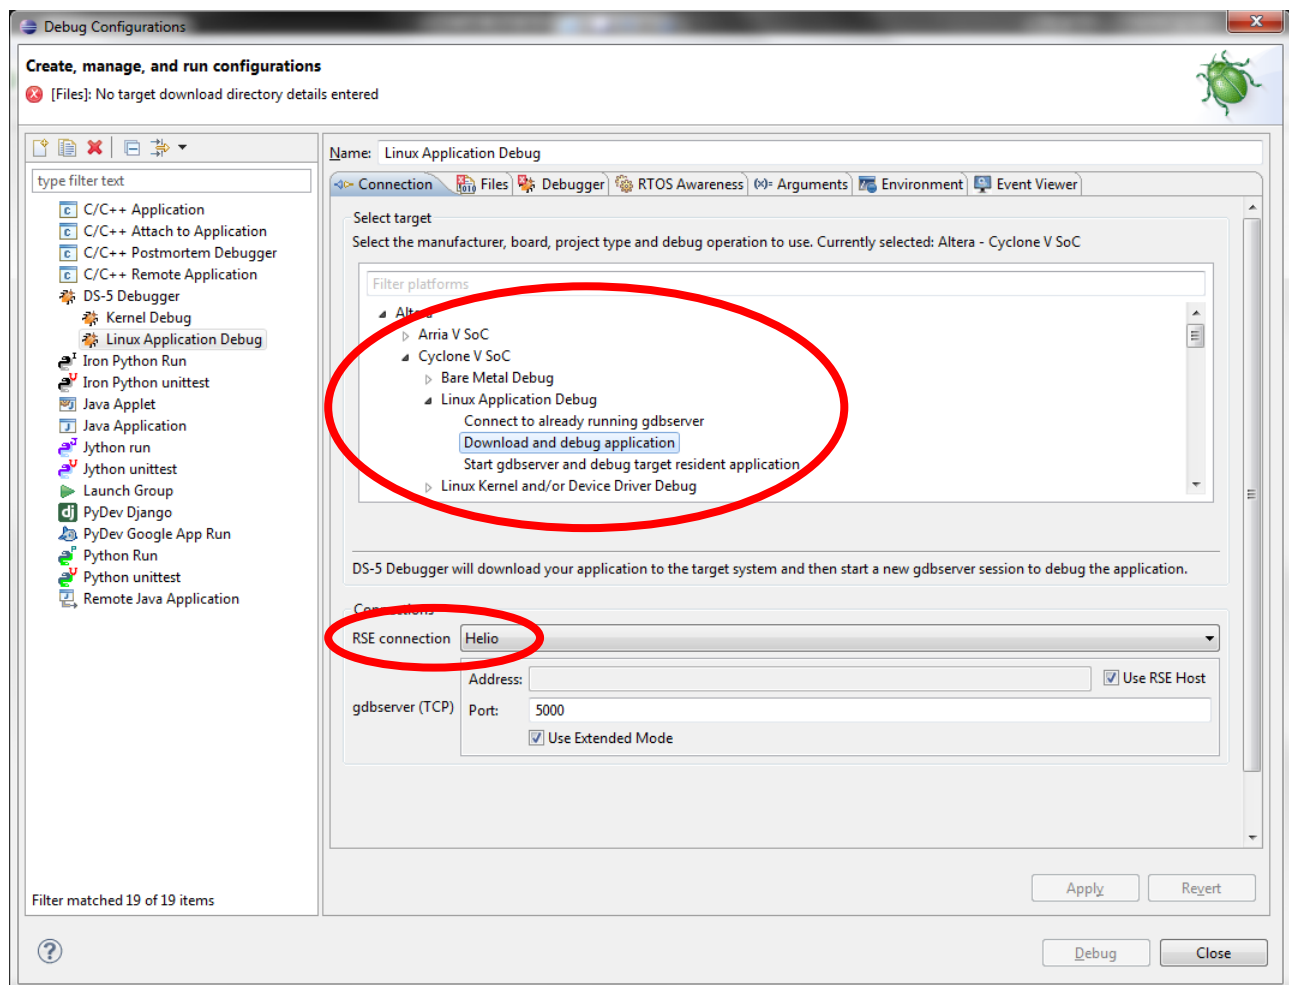 Debug Configurations
Create, manage, and run configurations
[Files]: No target download directory details entered
type filter text
C/C++ Application
C/C++ Attach to Application
C/C++ Postmortem Debugger
C/C++ Remote Application
DS-5 Debugger
Kernel Debug
Linux Application Debug
Iron Python Run
Iron Python unittest
Java Applet
Java Application
Jython run
Jython unittest
Launch Group
PyDev Django
PyDev Google App Run
Python Run
Python unittest
Remote Java Application
Filter matched 19 of 19 items
Name: Linux Application Debug
Connection Files Debugger RTOS Awareness (x)= Arguments Environment Event Viewer
Select target
Select the manufacturer, board, project type and debug operation to use. Currently selected: Altera - Cyclone V SoC
Filter platforms
Altera
Arria V SoC
Cyclone V SoC
Bare Metal Debug
Linux Application Debug
Connect to already running gdbserver
Download and debug application
Start gdbserver and debug target resident application
Linux Kernel and/or Device Driver Debug
DS-5 Debugger will download your application to the target system and then start a new gdbserver session to debug the application.
Connections
RSE connection Helio
Address: Use RSE Host
gdbserver (TCP) Port: 5000
Use Extended Mode
Apply Revert
Debug Close